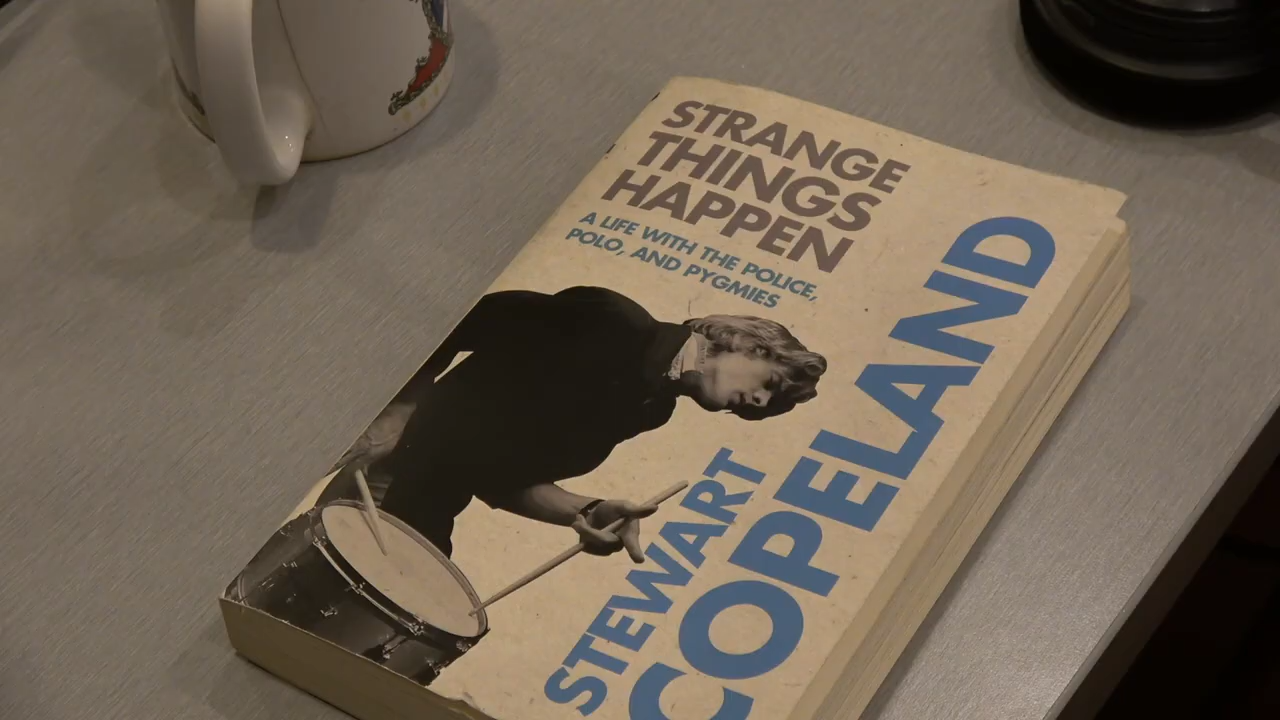 STRANGE
THINGS
HAPPEN
A LIFE WITH THE POLICE,
POLO, AND PYGMIES
STEWART
COPELAND